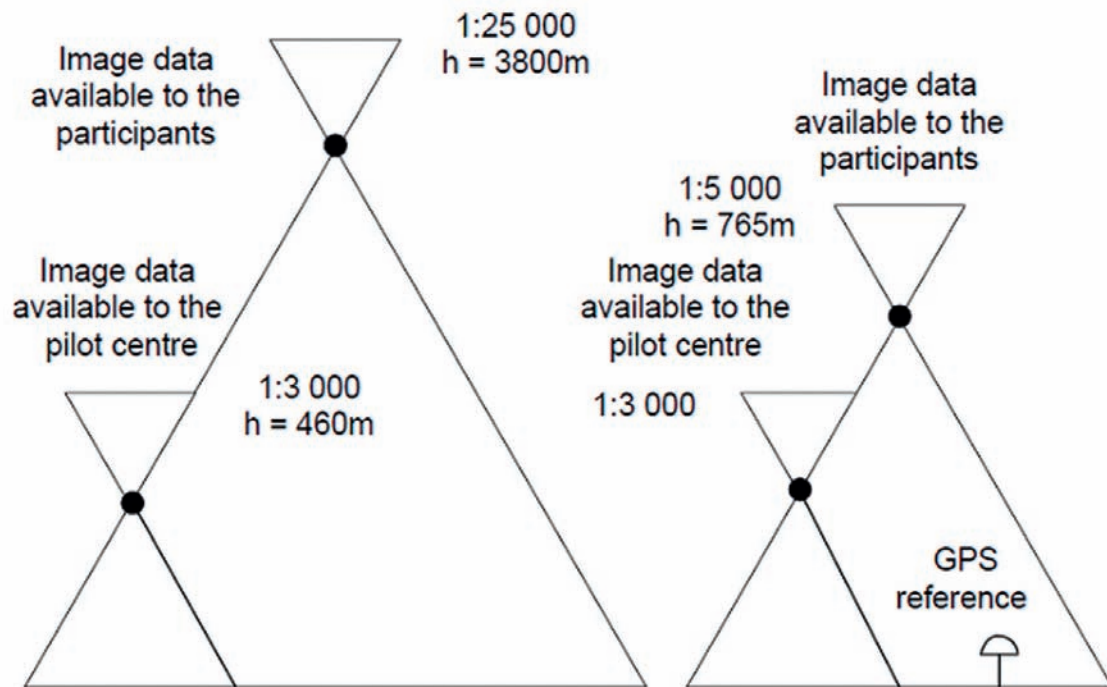 Image data
available to the
participants
1:25 000
h = 3800m
Image data
available to the
pilot centre
1:3 000
h = 460m
Image data
available to the
participants
1:5 000
h = 765m
Image data
available to the
pilot centre
1:3 000
GPS
reference